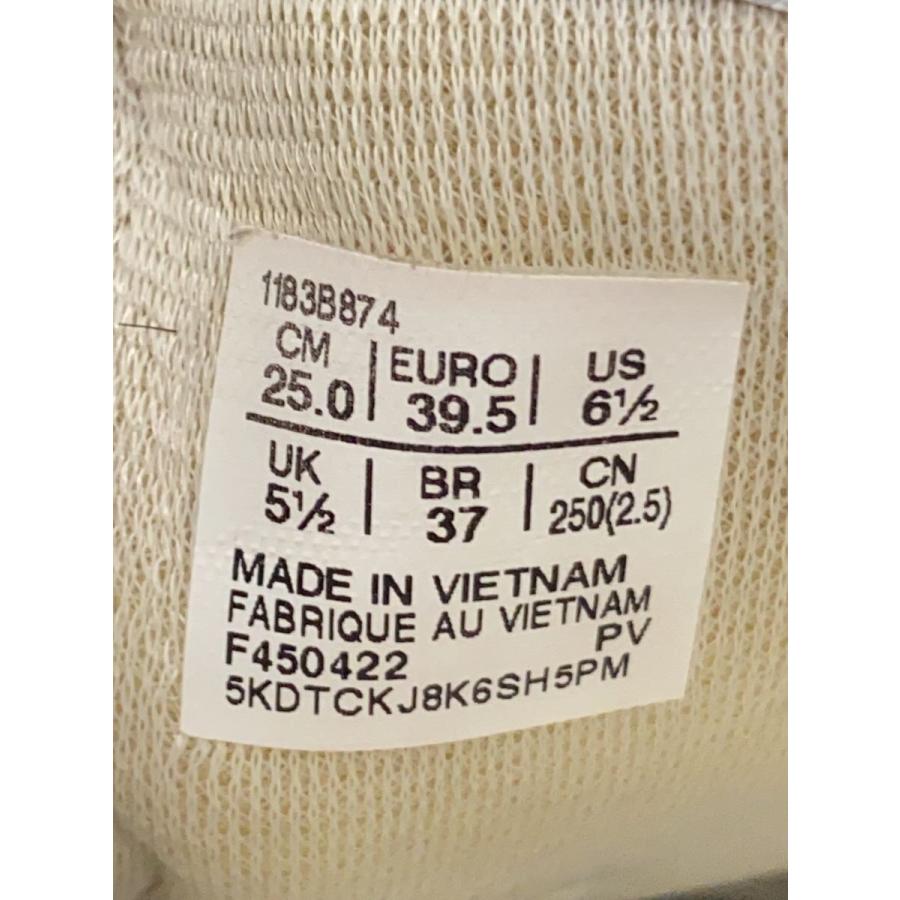 1183B874
CM | EURO | US
25.0 | 39.5 | 6½
UK | BR | CN
5½ | 37 | 250(2.5)
MADE IN VIETNAM
FABRIQUE AU VIETNAM
F450422 PV
5KDTCKJ8K6SH5PM